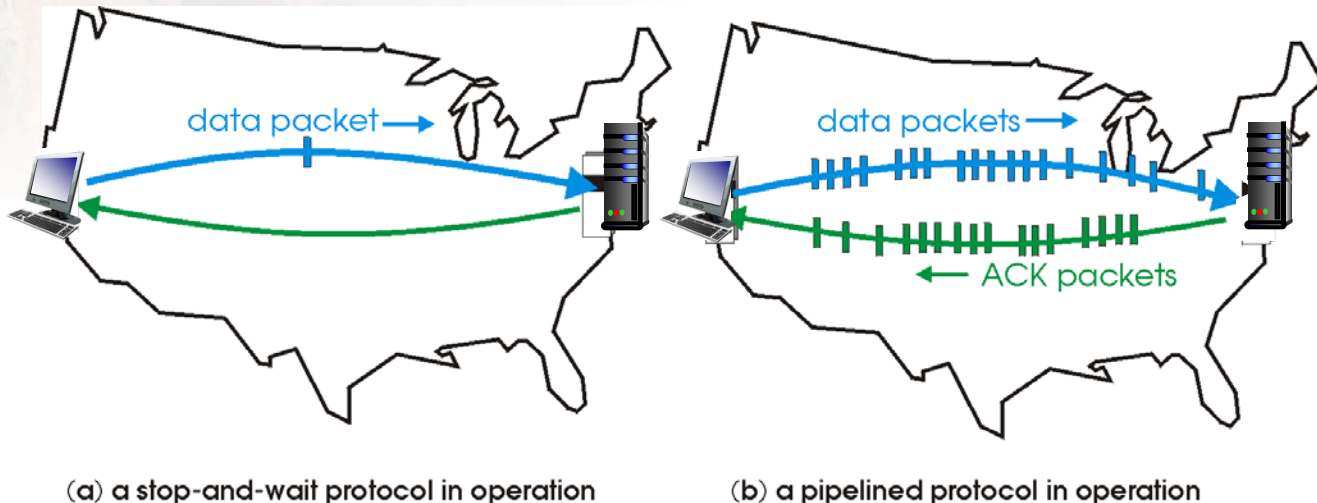 data packet
data packets
ACK packets
(a) a stop-and-wait protocol in operation
(b) a pipelined protocol in operation